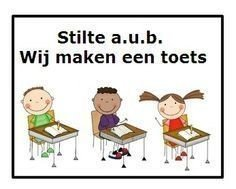 Stilte a.u.b.
Wij maken een toets